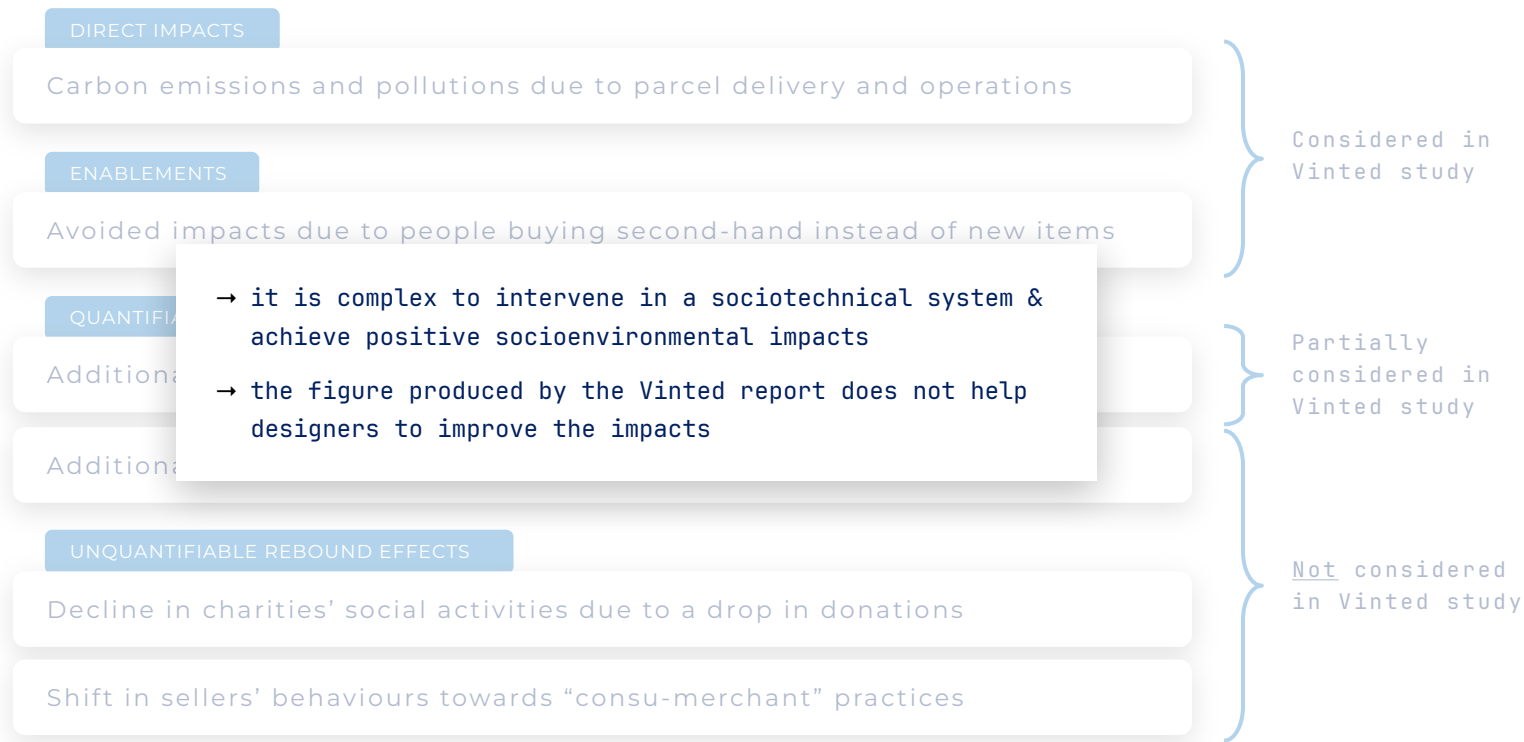 DIRECT IMPACTS
Carbon emissions and pollutions due to parcel delivery and operations
Considered in
Vinted study
ENABLEMENTS
Avoided impacts due to people buying second-hand instead of new items
→ it is complex to intervene in a sociotechnical system &
achieve positive socioenvironmental impacts
→ the figure produced by the Vinted report does not help
designers to improve the impacts
Partially
considered in
Vinted study
UNQUANTIFIABLE REBOUND EFFECTS
Decline in charities’ social activities due to a drop in donations
Shift in sellers’ behaviours towards “consu-merchant” practices
Not considered
in Vinted study